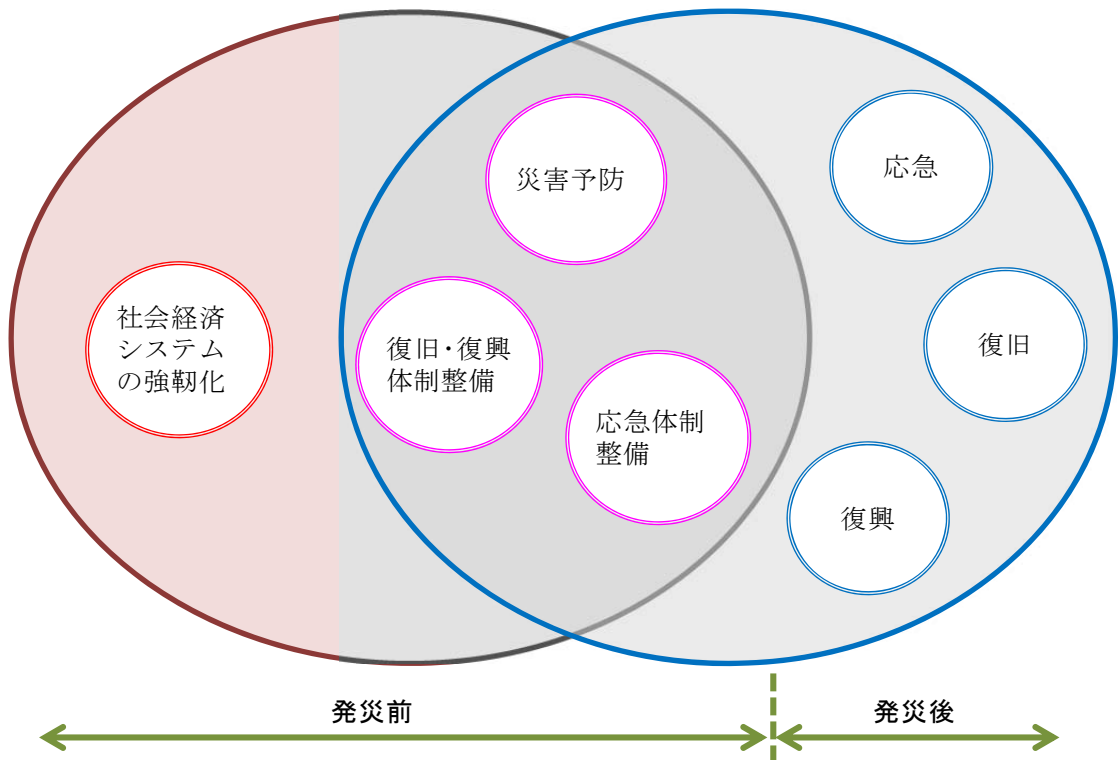 災害予防
応急
社会経済
システム
の強靭化
復旧・復興
体制整備
復旧
応急体制
整備
復興
発災前
発災後